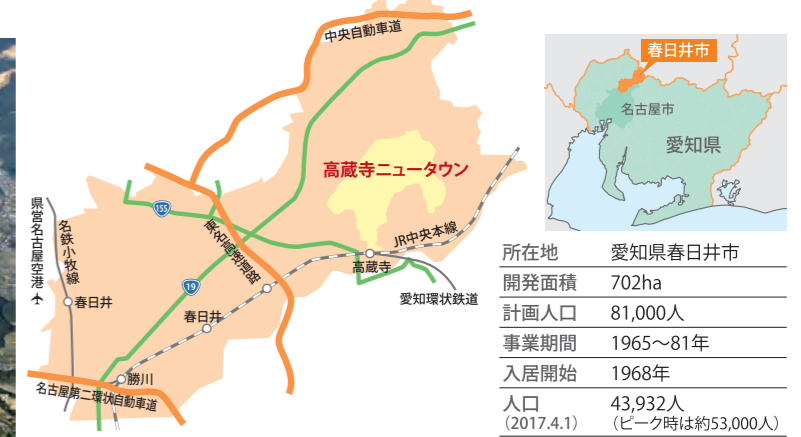 中央自動車道
高蔵寺ニュータウン
155
県営名古屋空港
名鉄小牧線
東名高速道路
JR中央本線
高蔵寺
愛知環状鉄道
19
春日井
春日井
勝川
名古屋第二環状自動車道
春日井市
名古屋市
愛知県
所在地 愛知県春日井市
開発面積 702ha
計画人口 81,000人
事業期間 1965～81年
入居開始 1968年
人口 43,932人
（2017.4.1） （ピーク時は約53,000人）